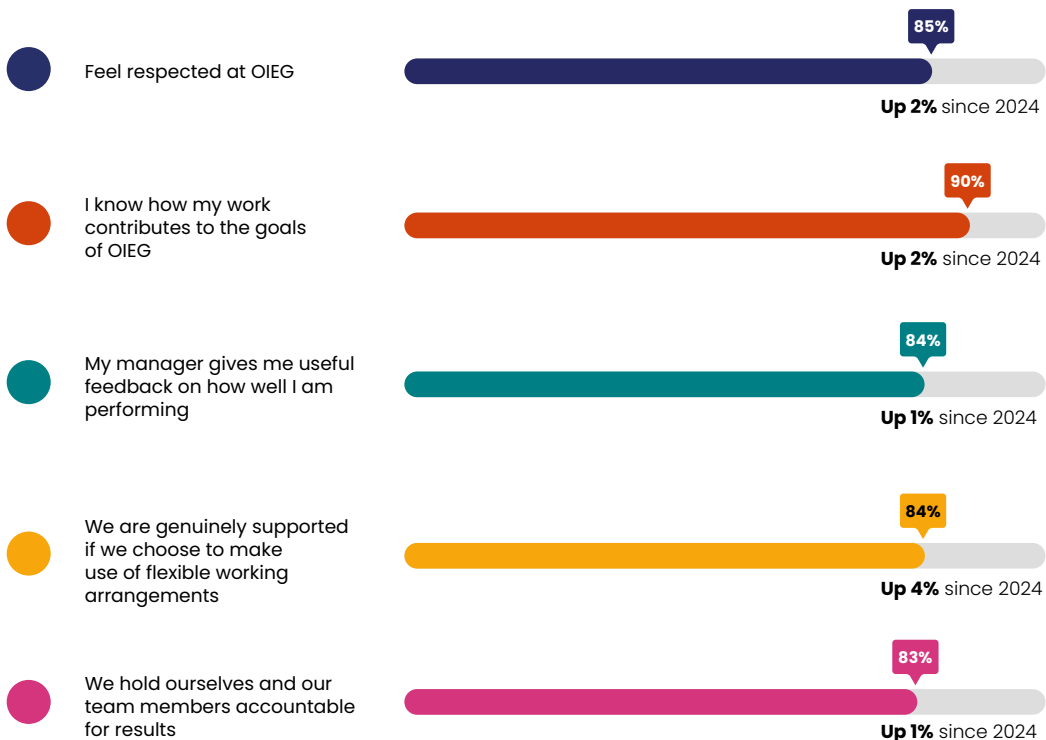 85%
Feel respected at OIEG
Up 2% since 2024
90%
I know how my work
contributes to the goals
of OIEG
Up 2% since 2024
84%
My manager gives me useful
feedback on how well I am
performing
Up 1% since 2024
84%
We are genuinely supported
if we choose to make
use of flexible working
arrangements
Up 4% since 2024
83%
We hold ourselves and our
team members accountable
for results
Up 1% since 2024